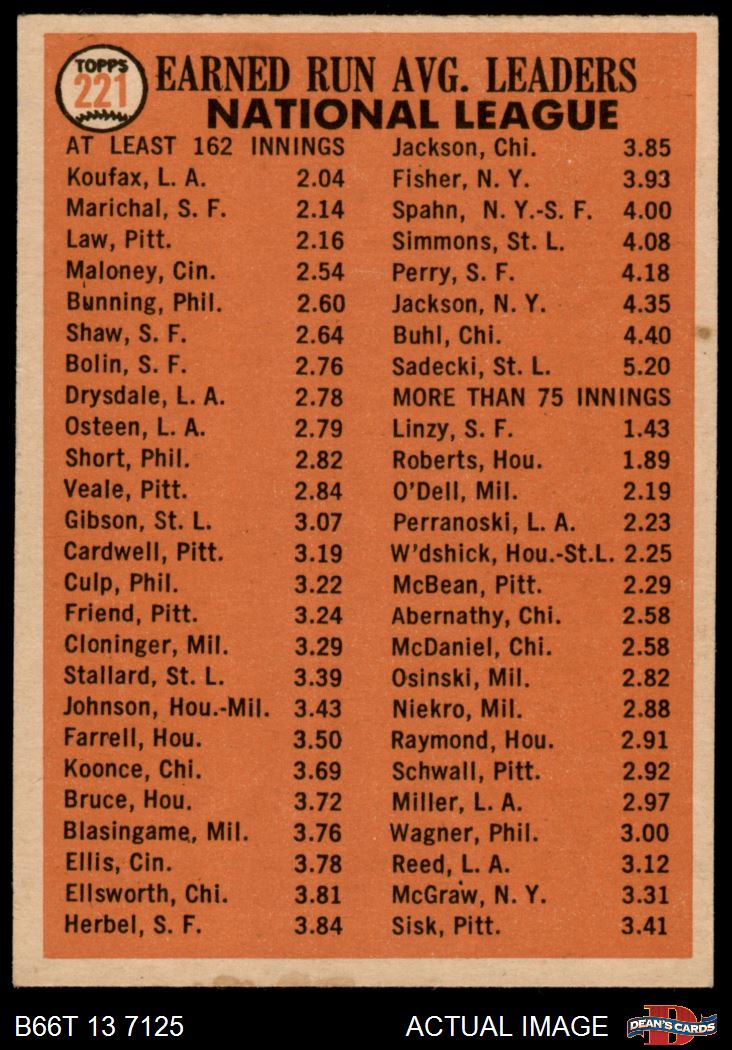 TOPPS
221
EARNED RUN AVG. LEADERS
NATIONAL LEAGUE
AT LEAST 162 INNINGS
Koufax, L. A. 2.04
Marichal, S. F. 2.14
Law, Pitt. 2.16
Maloney, Cin. 2.54
Bunning, Phil. 2.60
Shaw, S. F. 2.64
Bolin, S. F. 2.76
Drysdale, L. A. 2.78
Osteen, L. A. 2.79
Short, Phil. 2.82
Veale, Pitt. 2.84
Gibson, St. L. 3.07
Cardwell, Pitt. 3.19
Culp, Phil. 3.22
Friend, Pitt. 3.24
Cloninger, Mil. 3.29
Stallard, St. L. 3.39
Johnson, Hou.-Mil. 3.43
Farrell, Hou. 3.50
Koonce, Chi. 3.69
Bruce, Hou. 3.72
Blasingame, Mil. 3.76
Ellis, Cin. 3.78
Ellsworth, Chi. 3.81
Herbel, S. F. 3.84
Jackson, Chi. 3.85
Fisher, N. Y. 3.93
Spahn, N. Y.-S. F. 4.00
Simmons, St. L. 4.08
Perry, S. F. 4.18
Jackson, N. Y. 4.35
Buhl, Chi. 4.40
Sadecki, St. L. 5.20
MORE THAN 75 INNINGS
Linzy, S. F. 1.43
Roberts, Hou. 1.89
O'Dell, Mil. 2.19
Perranoski, L. A. 2.23
W'dshick, Hou.-St.L. 2.25
McBean, Pitt. 2.29
Abernathy, Chi. 2.58
McDaniel, Chi. 2.58
Osinski, Mil. 2.82
Niekro, Mil. 2.88
Raymond, Hou. 2.91
Schwall, Pitt. 2.92
Miller, L. A. 2.97
Wagner, Phil. 3.00
Reed, L. A. 3.12
McGraw, N. Y. 3.31
Sisk, Pitt. 3.41
B66T 13 7125
ACTUAL IMAGE
D
DEAN'S CARDS